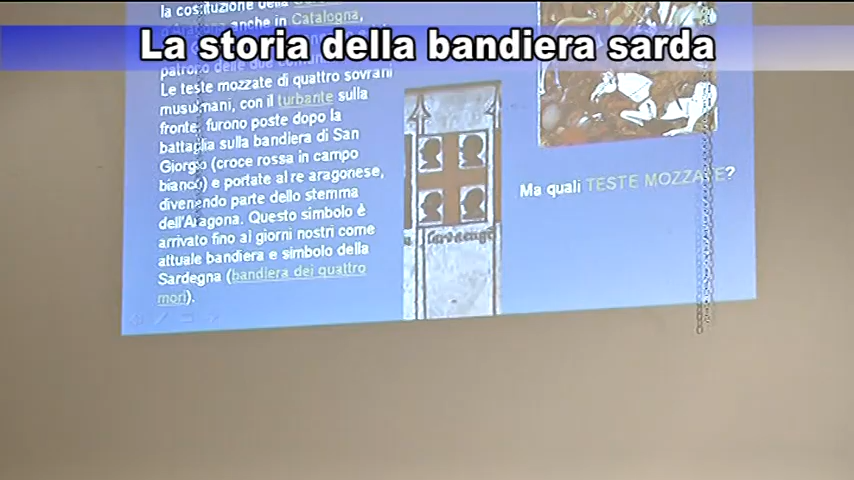 La storia della bandiera sarda
la costituzione della
anche in Catalogna,
patrono delle due
Le teste mozzate di quattro sovrani
musulmani, con il turbante sulla
fronte, furono poste dopo la
battaglia sulla bandiera di San
Giorgio (croce rossa in campo
bianco) e portate al re aragonese,
divenendo parte dello stemma
dell'Aragona. Questo simbolo è
arrivato fino ai giorni nostri come
attuale bandiera e simbolo della
Sardegna (bandiera dei quattro
mori).
Ma quali TESTE MOZZATE?